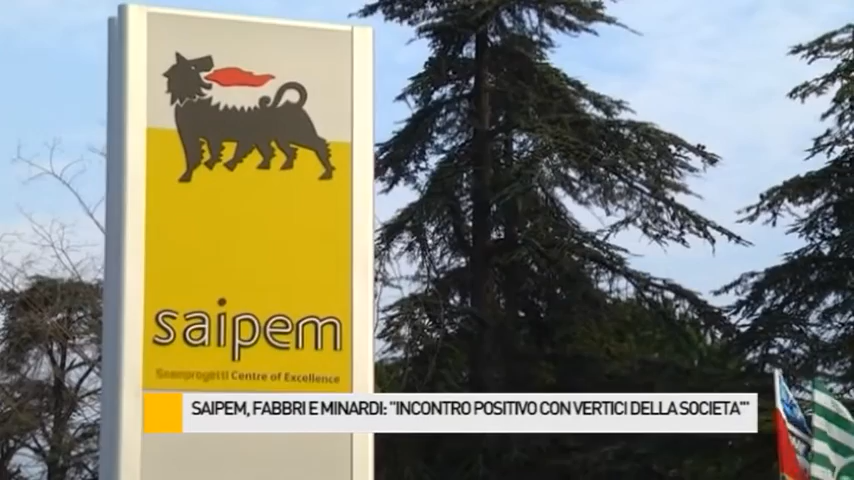 saipem
Snamprogetti Centre of Excellence
SAIPEM, FABBRI E MINARDI: "INCONTRO POSITIVO CON VERTICI DELLA SOCIETA'"